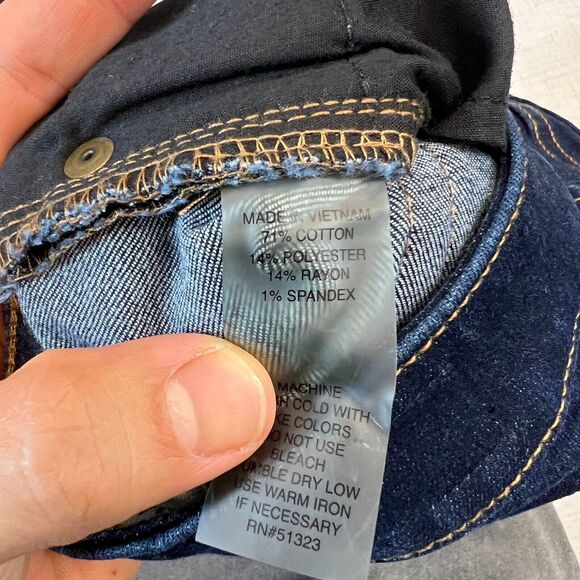 MADE IN VIETNAM
71% COTTON
14% POLYESTER
14% RAYON
1% SPANDEX
MACHINE
COLD WITH
COLORS
NOT USE
BLEACH
DRY LOW
USE WARM IRON
IF NECESSARY
RN#51323